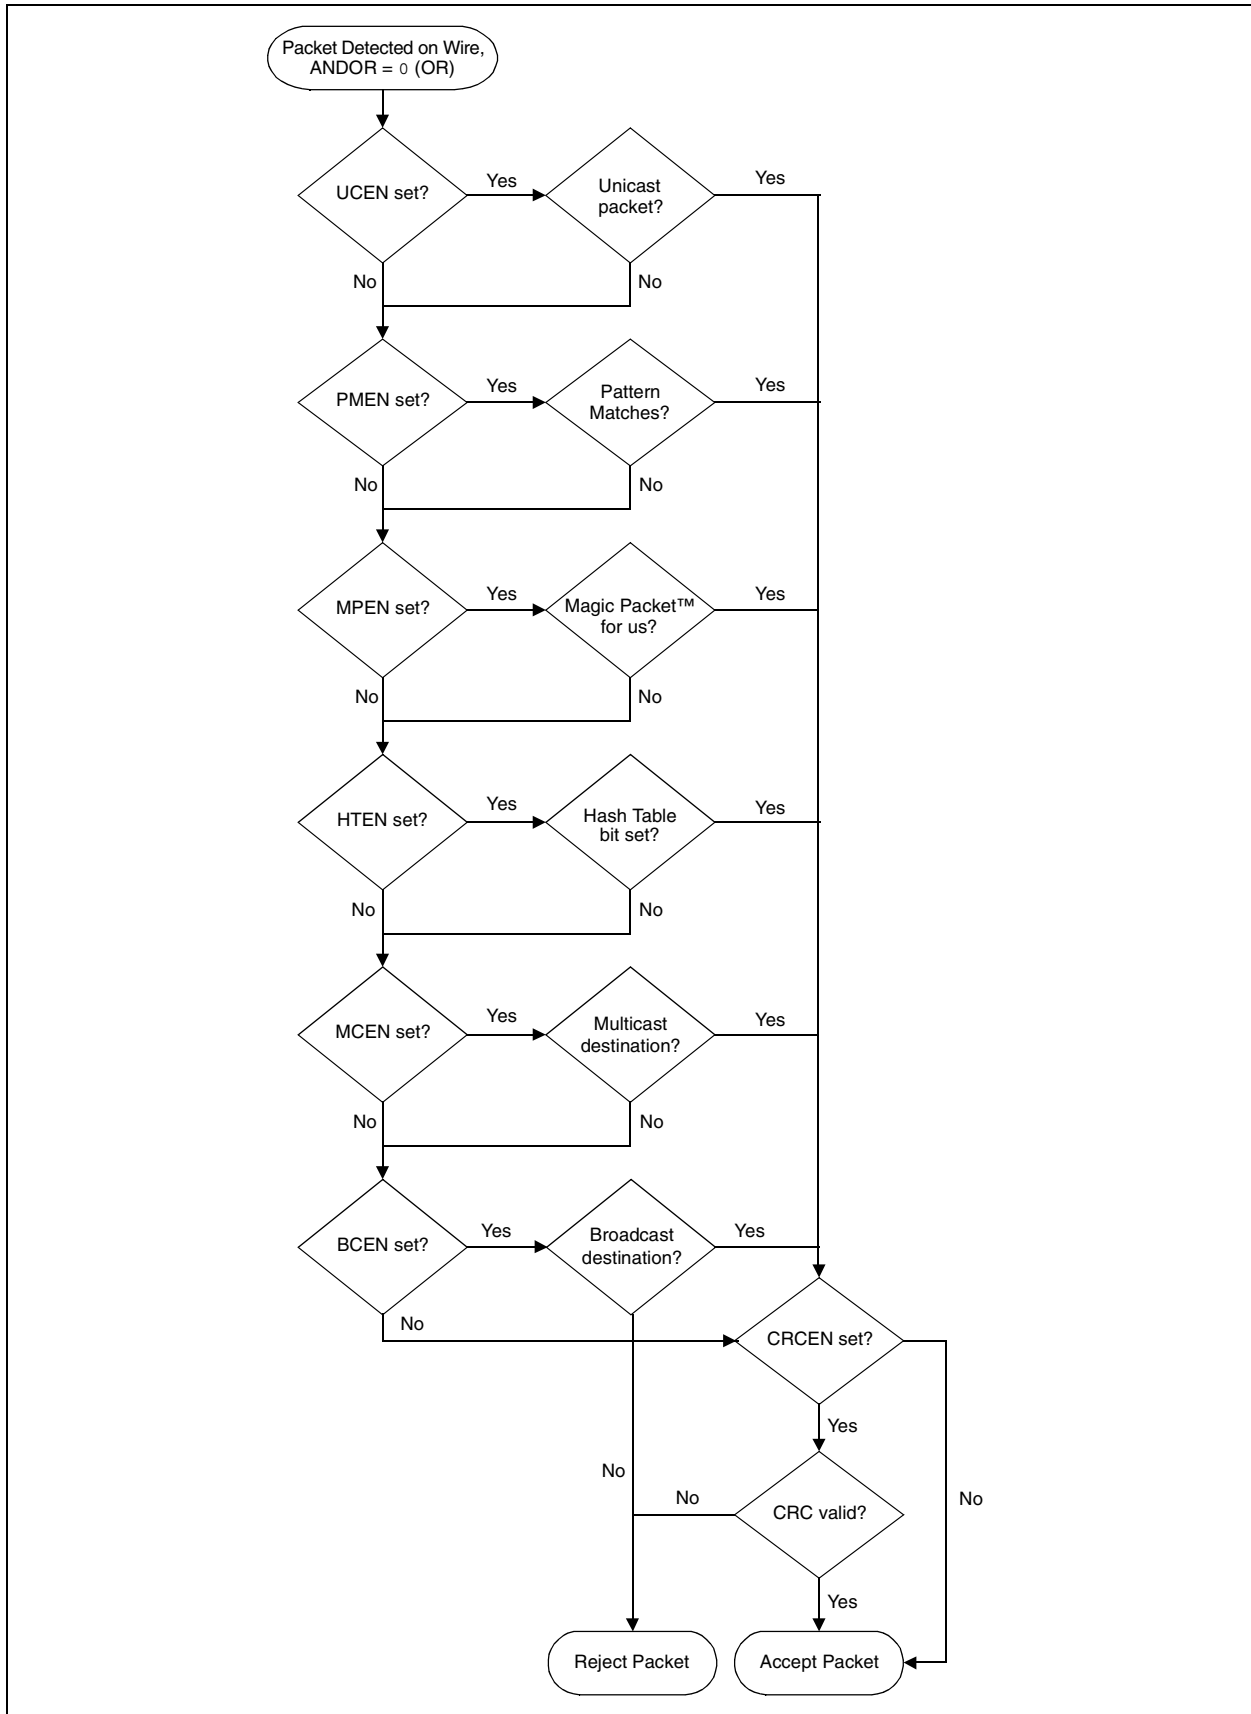 Packet Detected on Wire,
ANDOR = 0 (OR)
UCEN set?
Yes
Unicast
packet?
Yes
No
No
PMEN set?
Yes
Pattern
Matches?
Yes
No
No
MPEN set?
Yes
Magic Packet™
for us?
Yes
No
No
HTEN set?
Yes
Hash Table
bit set?
Yes
No
No
MCEN set?
Yes
Multicast
destination?
Yes
No
No
BCEN set?
Yes
Broadcast
destination?
Yes
No
CRCEN set?
Yes
No
No
CRC valid?
No
Yes
Reject Packet
Accept Packet